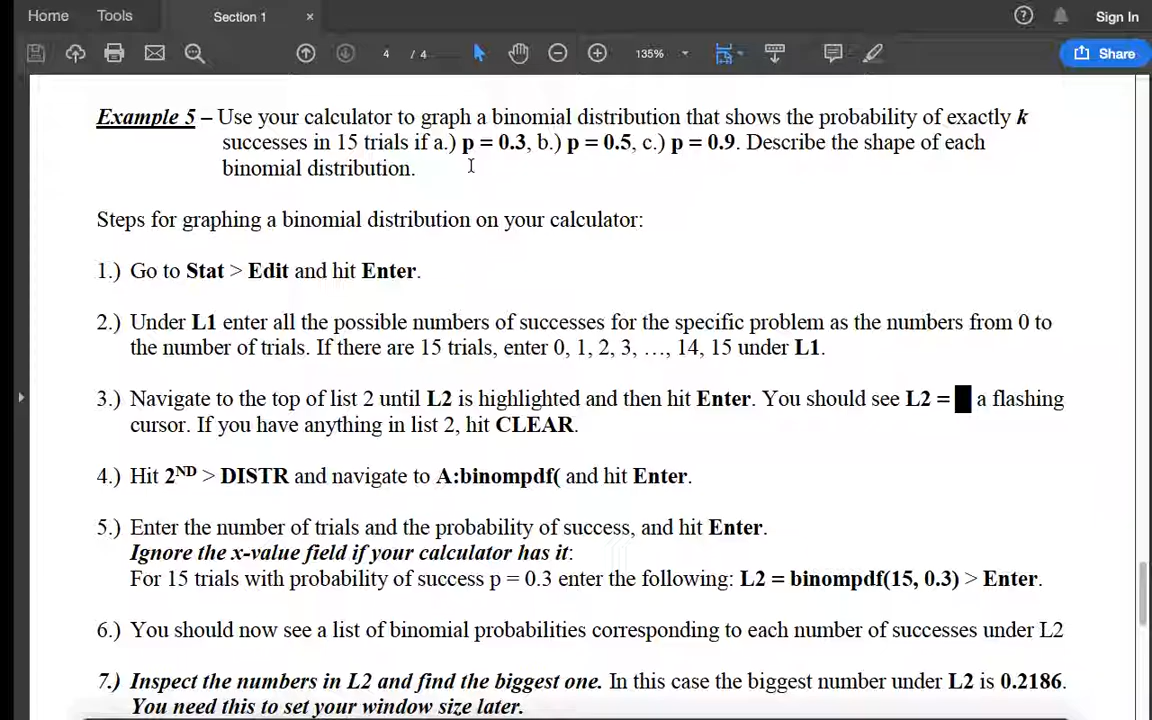 Home Tools Section 1 × Sign In
4 / 4 135% Share
Example 5 – Use your calculator to graph a binomial distribution that shows the probability of exactly k
successes in 15 trials if a.) p = 0.3, b.) p = 0.5, c.) p = 0.9. Describe the shape of each
binomial distribution.
Steps for graphing a binomial distribution on your calculator:
1.) Go to Stat > Edit and hit Enter.
2.) Under L1 enter all the possible numbers of successes for the specific problem as the numbers from 0 to
the number of trials. If there are 15 trials, enter 0, 1, 2, 3, …, 14, 15 under L1.
3.) Navigate to the top of list 2 until L2 is highlighted and then hit Enter. You should see L2 = █ a flashing
cursor. If you have anything in list 2, hit CLEAR.
4.) Hit 2ND > DISTR and navigate to A:binompdf( and hit Enter.
5.) Enter the number of trials and the probability of success, and hit Enter.
Ignore the x-value field if your calculator has it:
For 15 trials with probability of success p = 0.3 enter the following: L2 = binompdf(15, 0.3) > Enter.
6.) You should now see a list of binomial probabilities corresponding to each number of successes under L2
7.) Inspect the numbers in L2 and find the biggest one. In this case the biggest number under L2 is 0.2186.
You need this to set your window size later.